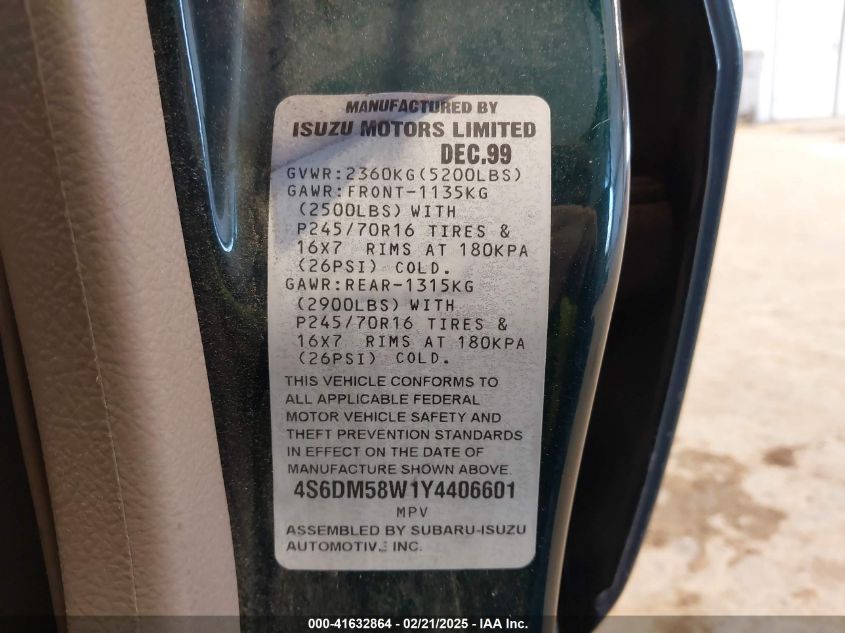 MANUFACTURED BY
ISUZU MOTORS LIMITED
DEC.99
GVWR:2360KG(5200LBS)
GAWR:FRONT-1135KG
(2500LBS) WITH
P245/70R16 TIRES &
16X7 RIMS AT 180KPA
(26PSI) COLD.
GAWR:REAR-1315KG
(2900LBS) WITH
P245/70R16 TIRES &
16X7 RIMS AT 180KPA
(26PSI) COLD.
THIS VEHICLE CONFORMS TO
ALL APPLICABLE FEDERAL
MOTOR VEHICLE SAFETY AND
THEFT PREVENTION STANDARDS
IN EFFECT ON THE DATE OF
MANUFACTURE SHOWN ABOVE.
4S6DM58W1Y4406601
MPV
ASSEMBLED BY SUBARU-ISUZU
AUTOMOTIVE INC.
000-41632864 / 02/21/2025 - IAA Inc.